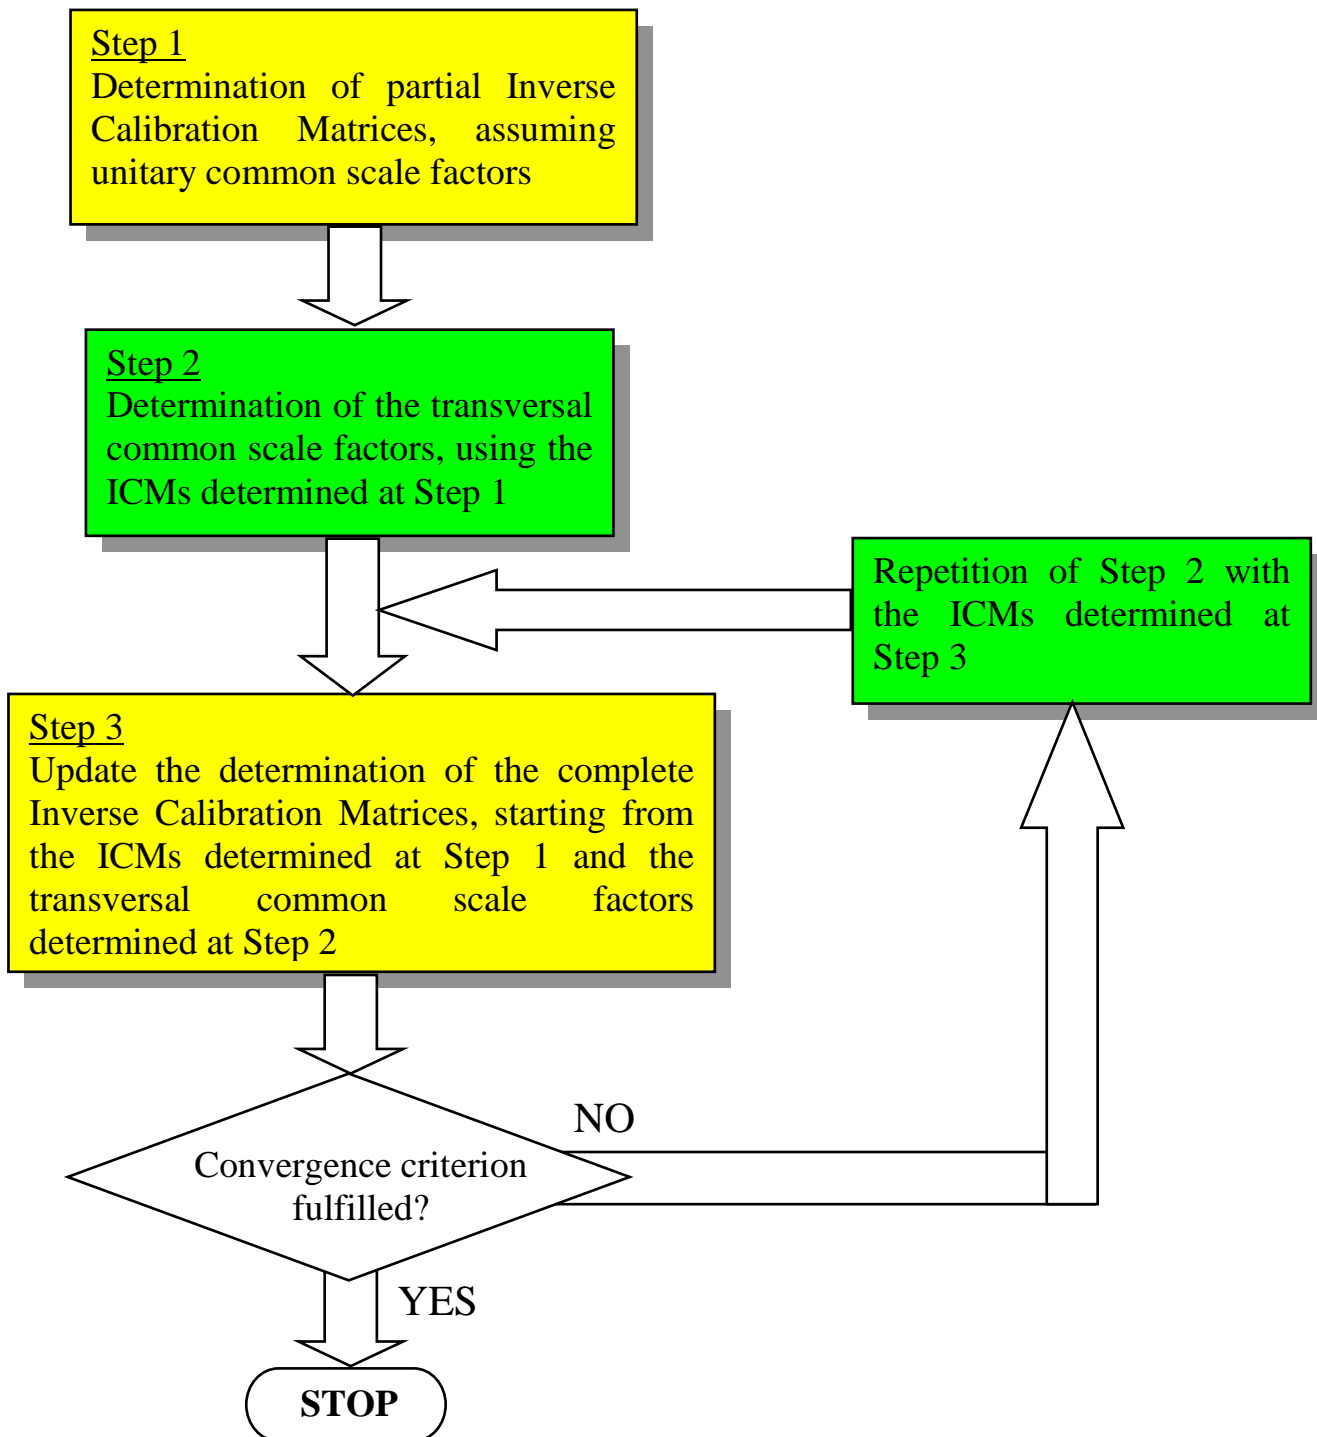 Step 1
Determination of partial Inverse
Calibration Matrices, assuming
unitary common scale factors
Step 2
Determination of the transversal
common scale factors, using the
ICMs determined at Step 1
Repetition of Step 2 with
the ICMs determined at
Step 3
Step 3
Update the determination of the complete
Inverse Calibration Matrices, starting from
the ICMs determined at Step 1 and the
transversal common scale factors
determined at Step 2
NO
Convergence criterion
fulfilled?
YES
STOP